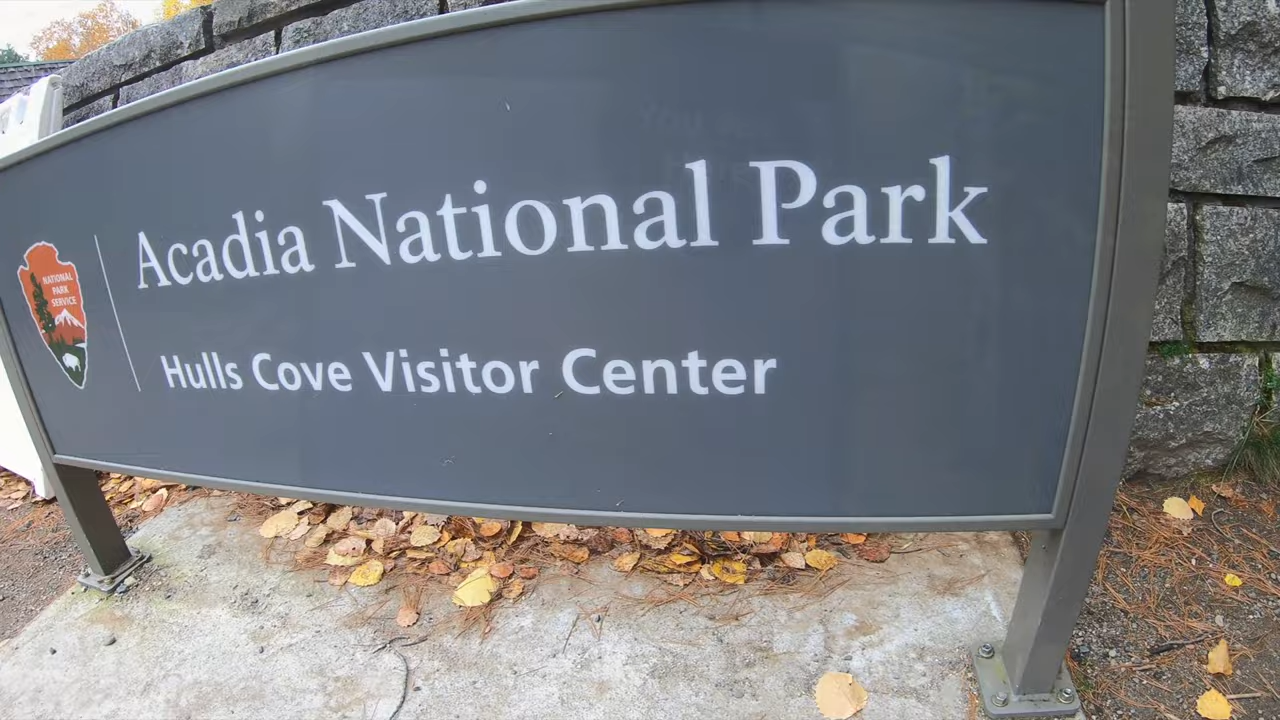 Acadia National Park
NATIONAL
PARK
SERVICE
Hulls Cove Visitor Center